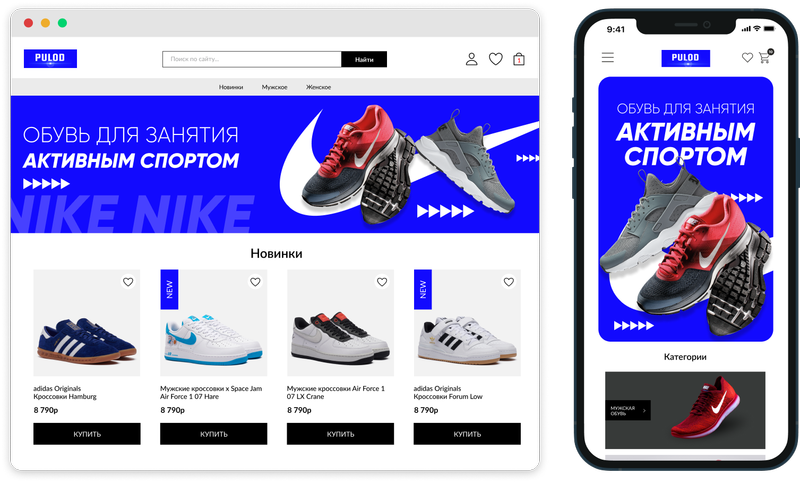 PULOD
Поиск по сайту...
Найти
1
Новинки
Мужское
Женское
ОБУВЬ ДЛЯ ЗАНЯТИЯ
АКТИВНЫМ СПОРТОМ
NIKE NIKE
Новинки
NEW
NEW
adidas Originals
Кроссовки Hamburg
8 790р
КУПИТЬ
Мужские кроссовки x Space Jam
Air Force 1 07 Hare
8 790р
КУПИТЬ
Мужские кроссовки Air Force 1
07 LX Crane
8 790р
КУПИТЬ
adidas Originals
Кроссовки Forum Low
8 790р
КУПИТЬ
9:41
PULOD
ОБУВЬ ДЛЯ ЗАНЯТИЯ
АКТИВНЫМ
СПОРТОМ
Категории
МУЖСКАЯ
ОБУВЬ